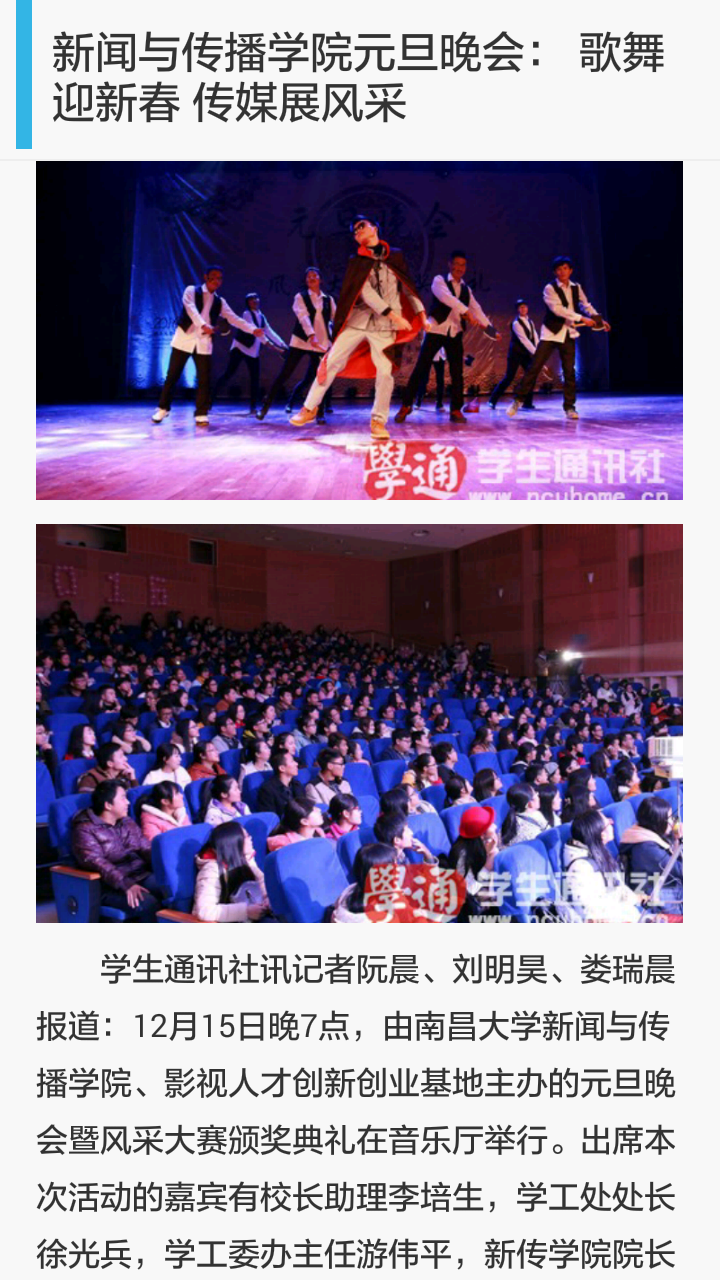 新闻与传播学院元旦晚会： 歌舞
迎新春 传媒展风采
元旦晚会
學通 学生通讯社
www.ncuhome.cn
016
學通 学生通讯社
www.ncuhome.cn
学生通讯社讯记者阮晨、刘明昊、娄瑞晨
报道：12月15日晚7点，由南昌大学新闻与传
播学院、影视人才创新创业基地主办的元旦晚
会暨风采大赛颁奖典礼在音乐厅举行。出席本
次活动的嘉宾有校长助理李培生，学工处处长
徐光兵，学工委办主任游伟平，新传学院院长